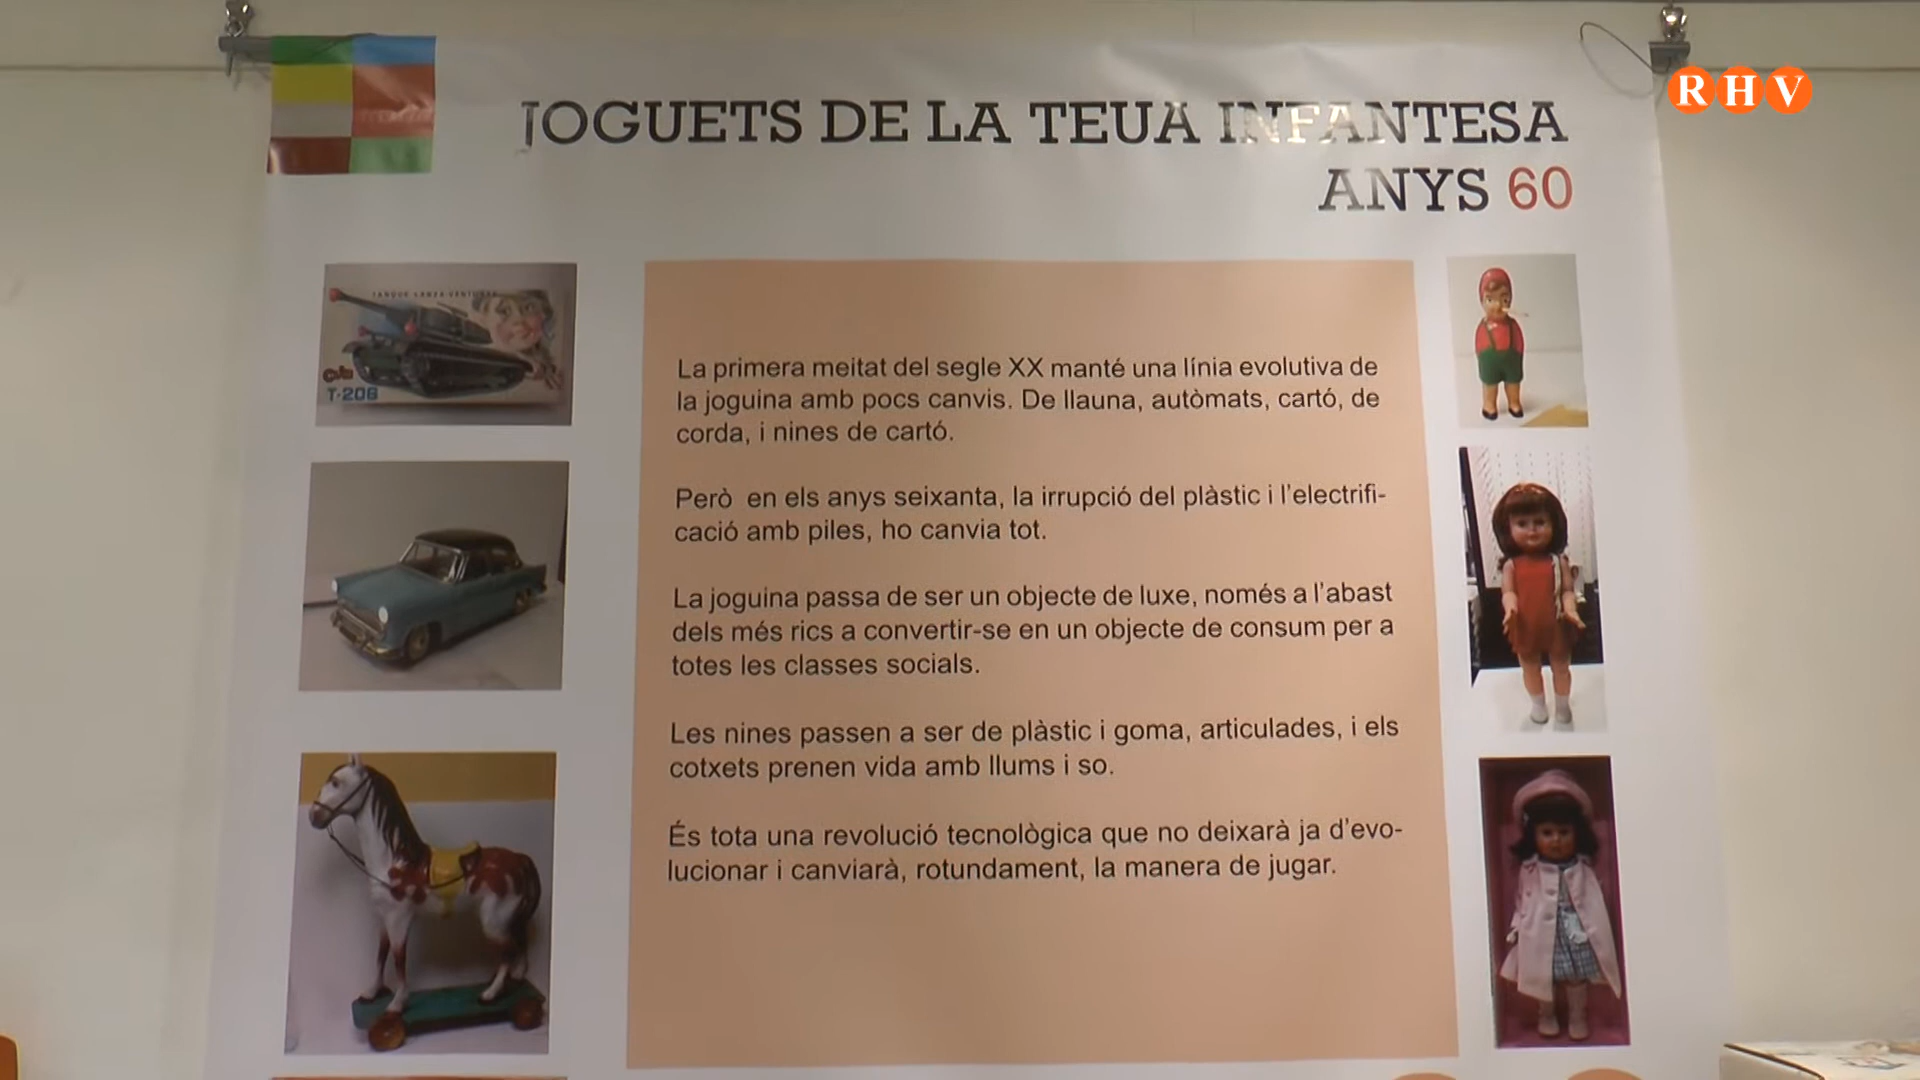 RHV
JOGUETS DE LA TEUA INFANTESA
ANYS 60
TANQUE LANZA-VENTOSAS
T-206
La primera meitat del segle XX manté una línia evolutiva de
la joguina amb pocs canvis. De llauna, autòmats, cartó, de
corda, i nines de cartó.
Però en els anys seixanta, la irrupció del plàstic i l'electrifi-
cació amb piles, ho canvia tot.
La joguina passa de ser un objecte de luxe, només a l'abast
dels més rics a convertir-se en un objecte de consum per a
totes les classes socials.
Les nines passen a ser de plàstic i goma, articulades, i els
cotxets prenen vida amb llums i so.
És tota una revolució tecnològica que no deixarà ja d'evo-
lucionar i canviarà, rotundament, la manera de jugar.